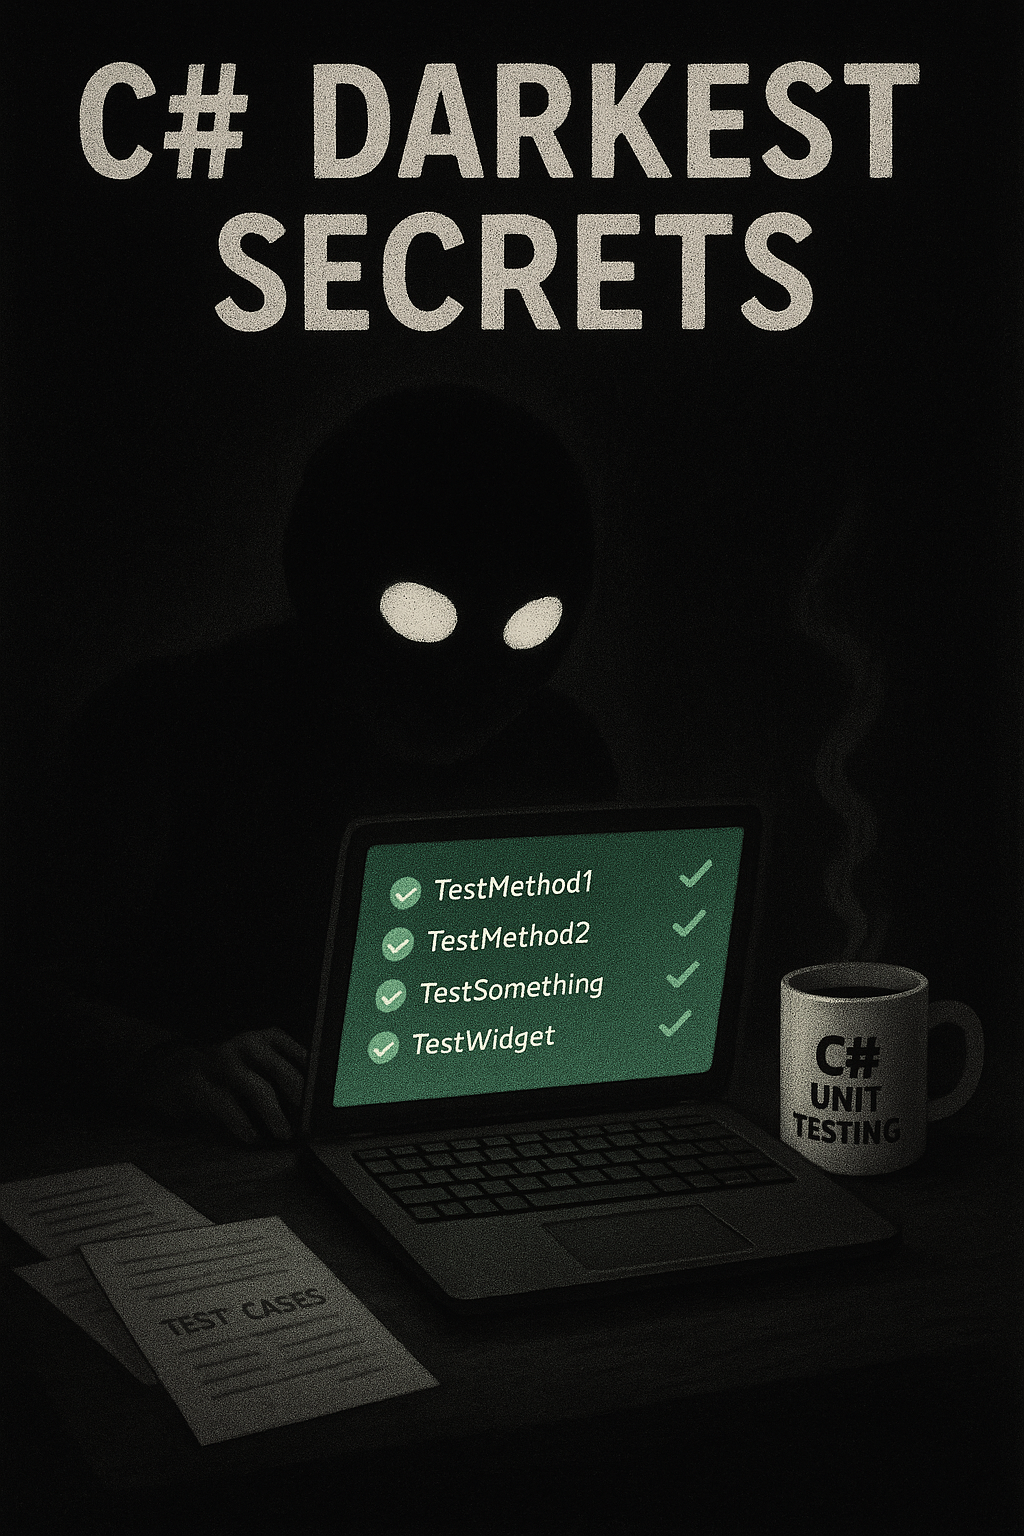 C# DARKEST
SECRETS
TestMethod1
TestMethod2
TestSomething
TestWidget
C#
UNIT
TESTING
TEST CASES